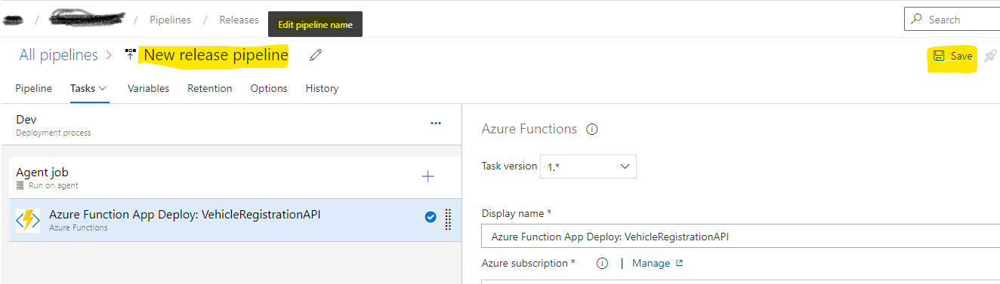 / / Pipelines / Releases
Edit pipeline name
Search
All pipelines > New release pipeline
Save
Pipeline Tasks Variables Retention Options History
Dev
Deployment process
Agent job
Run on agent
Azure Function App Deploy: VehicleRegistrationAPI
Azure Functions
Azure Functions
Task version 1.*
Display name *
Azure Function App Deploy: VehicleRegistrationAPI
Azure subscription * | Manage